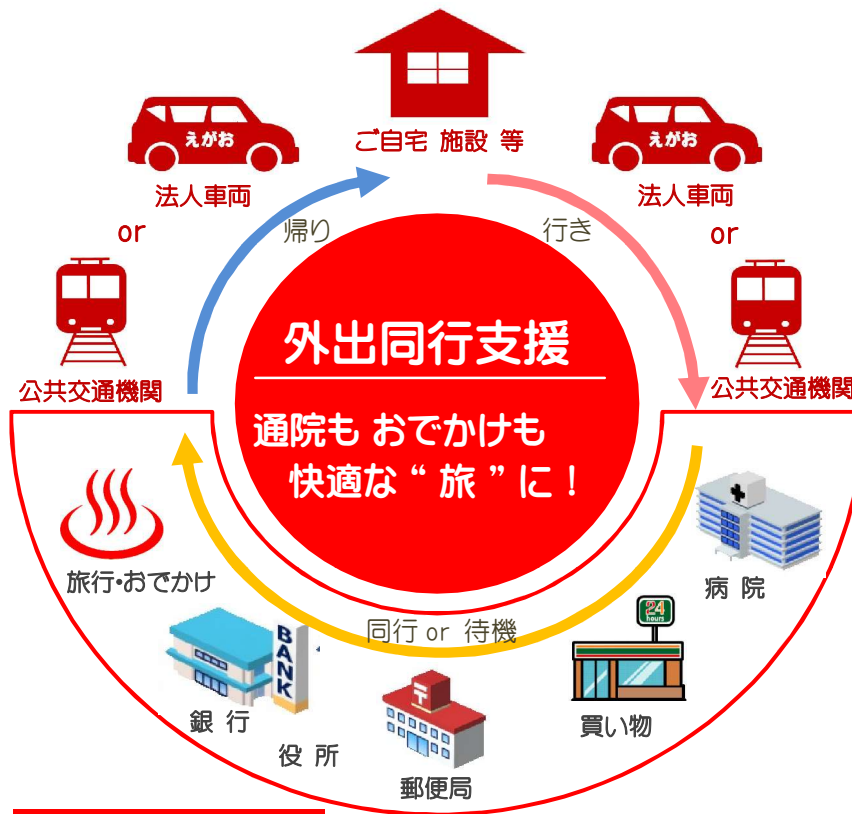 えがお
法人車両
or
公共交通機関
ご自宅 施設 等
えがお
法人車両
or
公共交通機関
帰り
行き
外出同行支援
通院も おでかけも
快適な “ 旅 ” に！
旅行・おでかけ
病 院
同行 or 待機
24
hours
BANK
銀 行
買い物
役 所
〒
郵便局